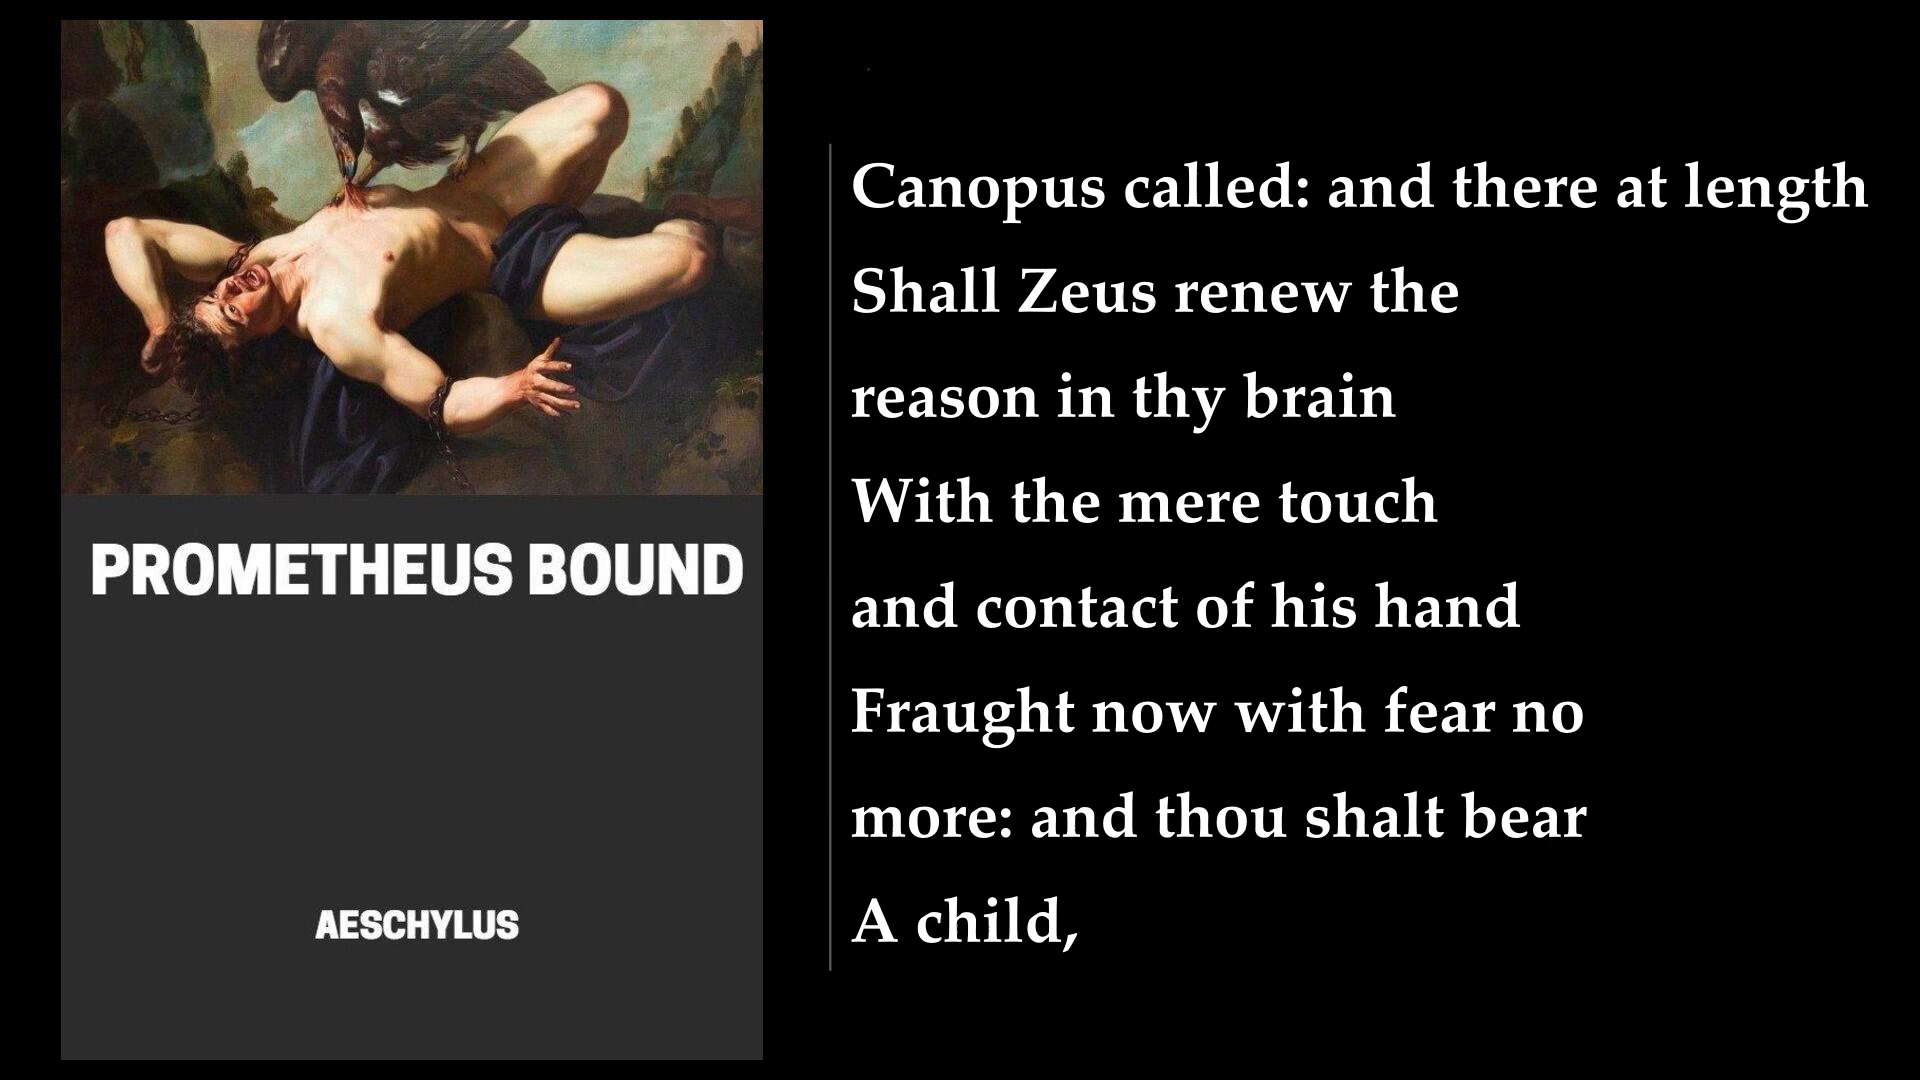 PROMETHEUS BOUND
AESCHYLUS
Canopus called: and there at length
Shall Zeus renew the
reason in thy brain
With the mere touch
and contact of his hand
Fraught now with fear no
more: and thou shalt bear
A child,